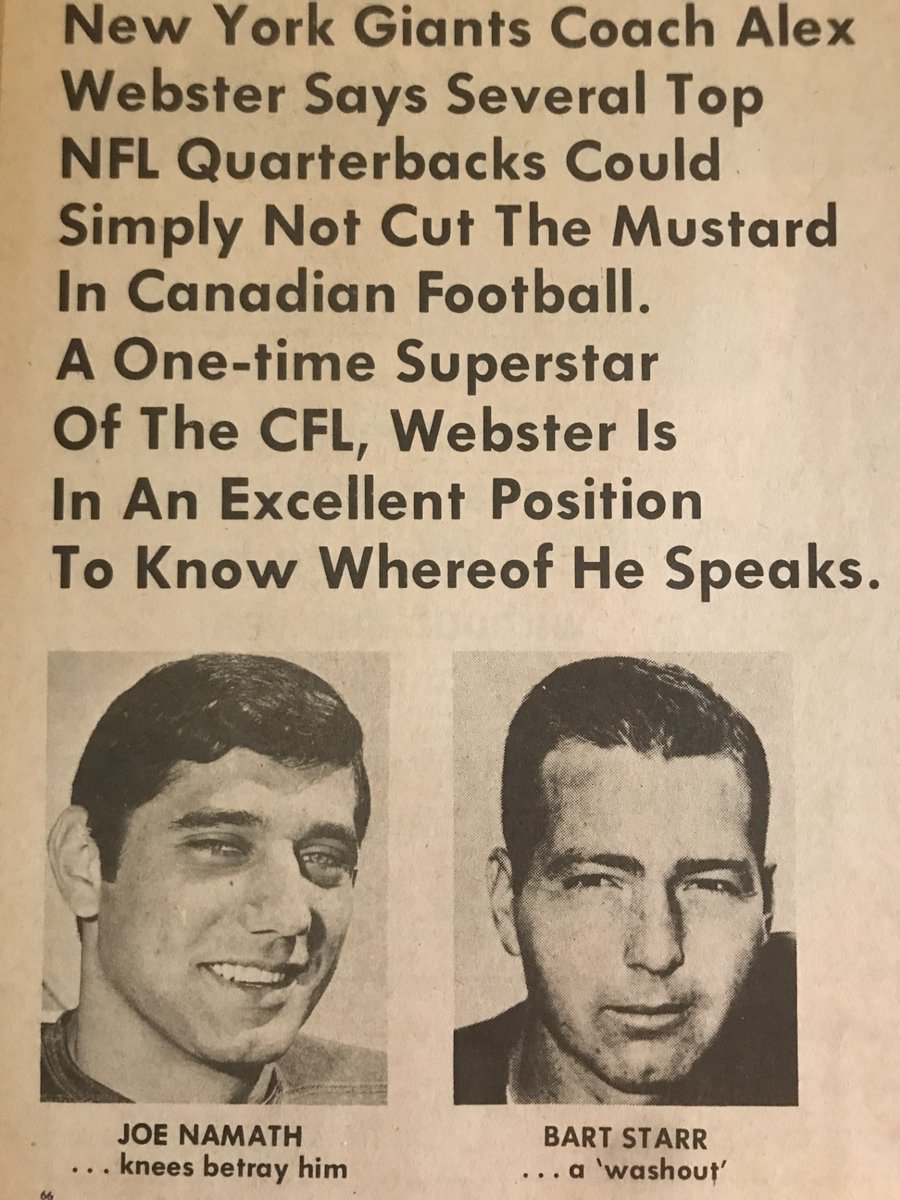 New York Giants Coach Alex
Webster Says Several Top
NFL Quarterbacks Could
Simply Not Cut The Mustard
In Canadian Football.
A One-time Superstar
Of The CFL, Webster Is
In An Excellent Position
To Know Whereof He Speaks.
JOE NAMATH
... knees betray him
BART STARR
... a 'washout'
66